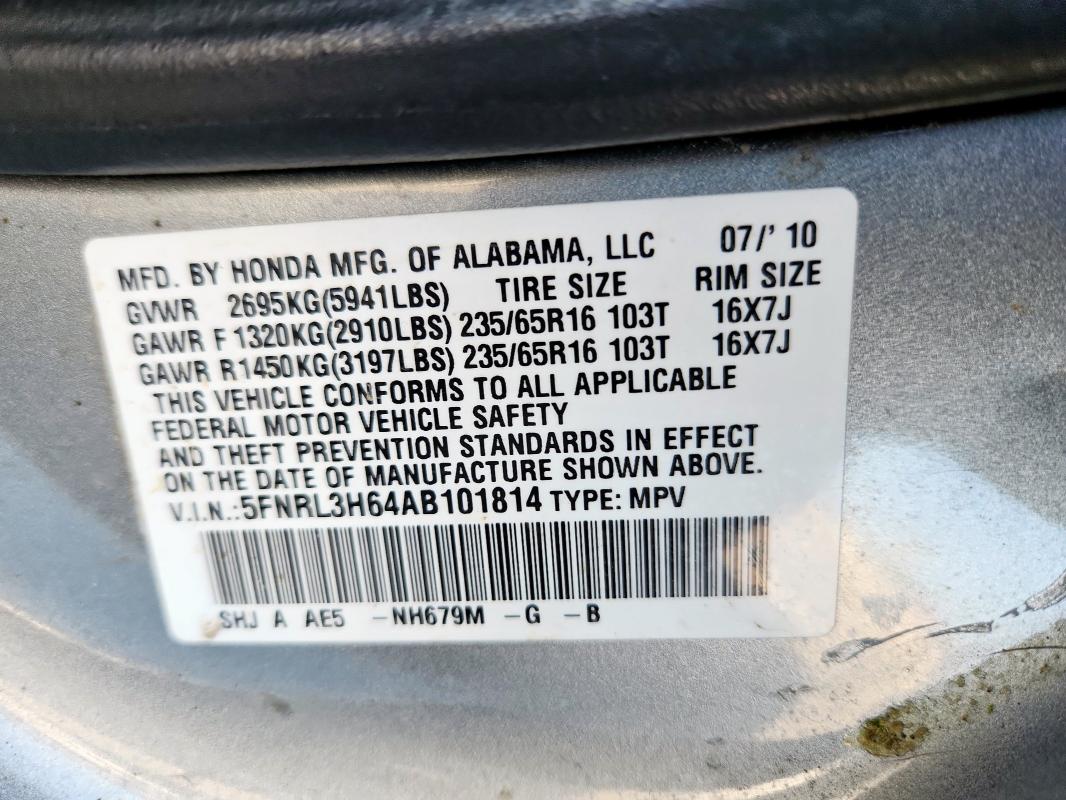 MFD. BY HONDA MFG. OF ALABAMA, LLC 07/' 10
GVWR 2695KG(5941LBS) TIRE SIZE RIM SIZE
GAWR F 1320KG(2910LBS) 235/65R16 103T 16X7J
GAWR R1450KG(3197LBS) 235/65R16 103T 16X7J
THIS VEHICLE CONFORMS TO ALL APPLICABLE
FEDERAL MOTOR VEHICLE SAFETY
AND THEFT PREVENTION STANDARDS IN EFFECT
ON THE DATE OF MANUFACTURE SHOWN ABOVE.
V.I.N.:5FNRL3H64AB101814 TYPE: MPV
SHJ A AE5 -NH679M -G -B